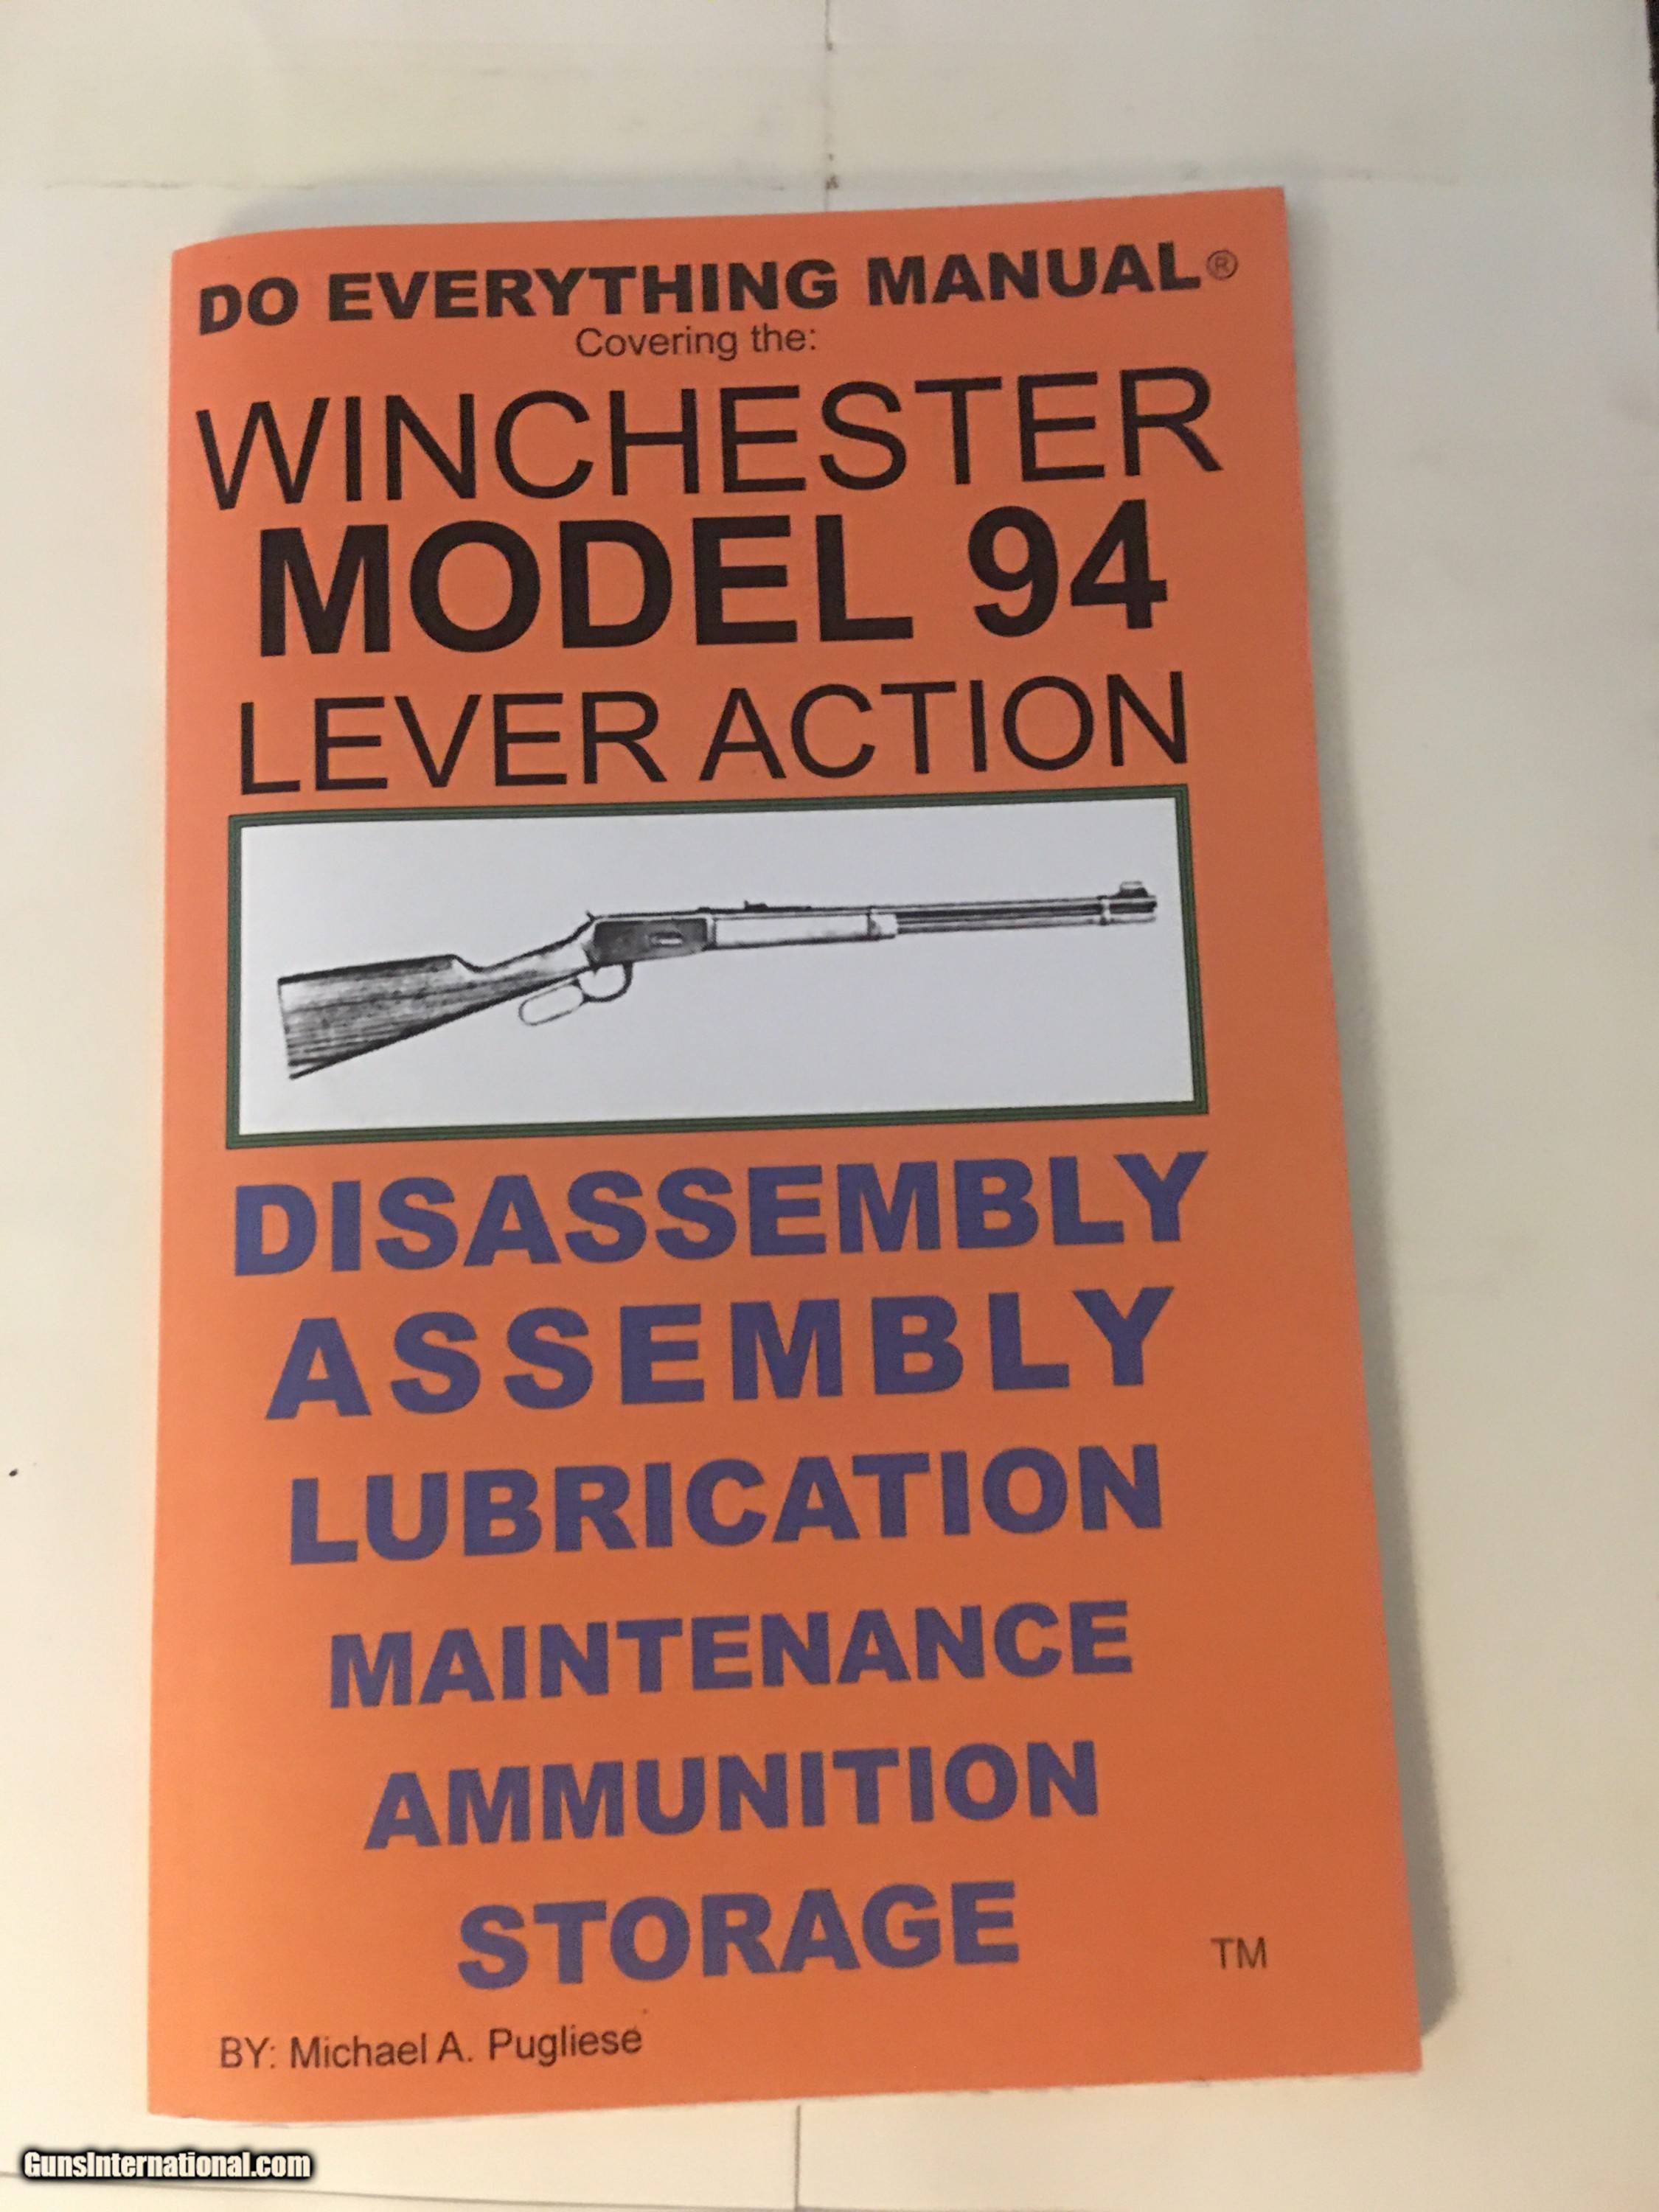 DO EVERYTHING MANUAL®
Covering the:
WINCHESTER
MODEL 94
LEVER ACTION
DISASSEMBLY
ASSEMBLY
LUBRICATION
MAINTENANCE
AMMUNITION
STORAGE
TM
BY: Michael A. Pugliese
GunsInternational.com